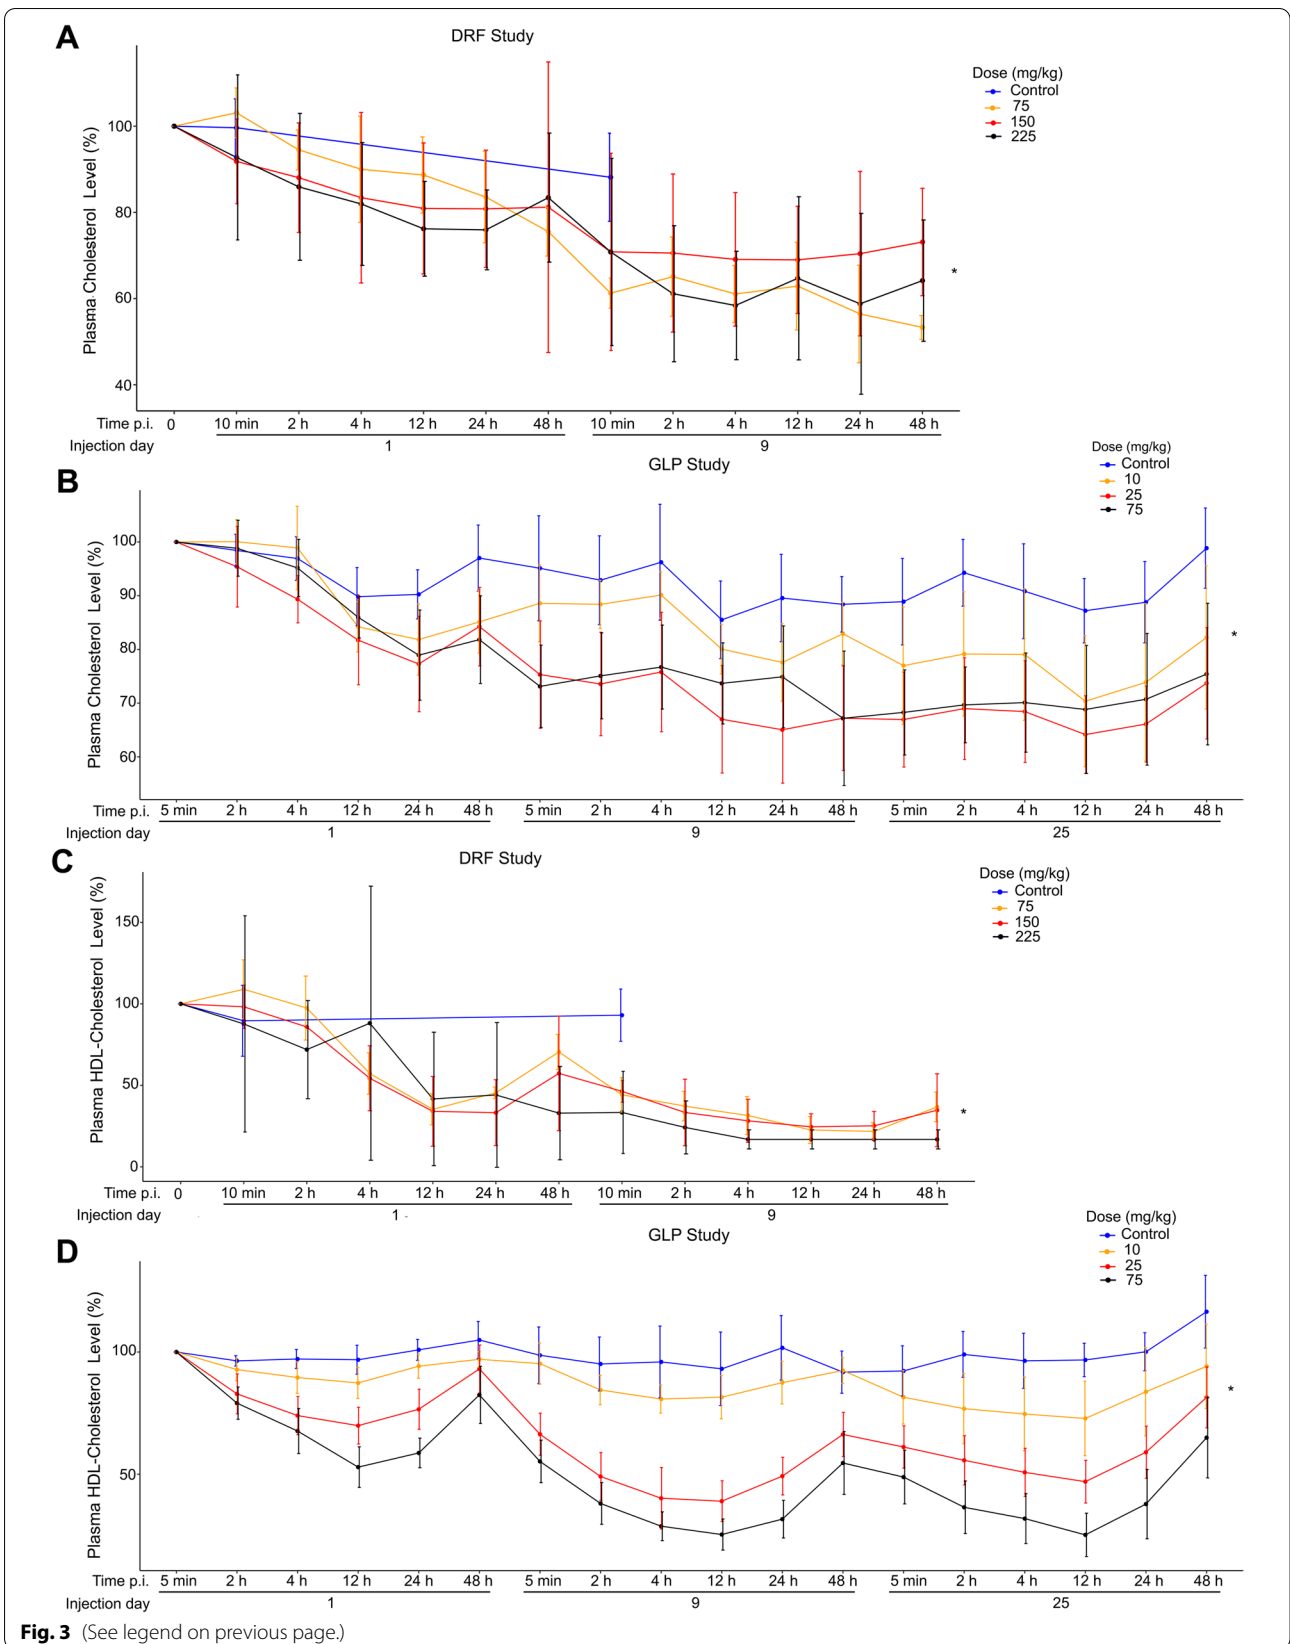 A
DRF Study
Dose (mg/kg)
Control
75
150
225
Plasma Cholesterol Level (%)
100
80
60
40
Time p.i. 0 10 min 2 h 4 h 12 h 24 h 48 h 10 min 2 h 4 h 12 h 24 h 48 h
Injection day 1 9
B
GLP Study
Dose (mg/kg)
Control
10
25
75
Plasma Cholesterol Level (%)
100
90
80
70
60
*
*
Time p.i. 5 min 2 h 4 h 12 h 24 h 48 h 5 min 2 h 4 h 12 h 24 h 48 h 5 min 2 h 4 h 12 h 24 h 48 h
Injection day 1 9 25
C
DRF Study
Dose (mg/kg)
Control
75
150
225
Plasma HDL-Cholesterol Level (%)
150
100
50
0
*
Time p.i. 0 10 min 2 h 4 h 12 h 24 h 48 h 10 min 2 h 4 h 12 h 24 h 48 h
Injection day 1 9
D
GLP Study
Dose (mg/kg)
Control
10
25
75
Plasma HDL-Cholesterol Level (%)
100
50
*
Time p.i. 5 min 2 h 4 h 12 h 24 h 48 h 5 min 2 h 4 h 12 h 24 h 48 h 5 min 2 h 4 h 12 h 24 h 48 h
Injection day 1 9 25
Fig. 3 (See legend on previous page.)